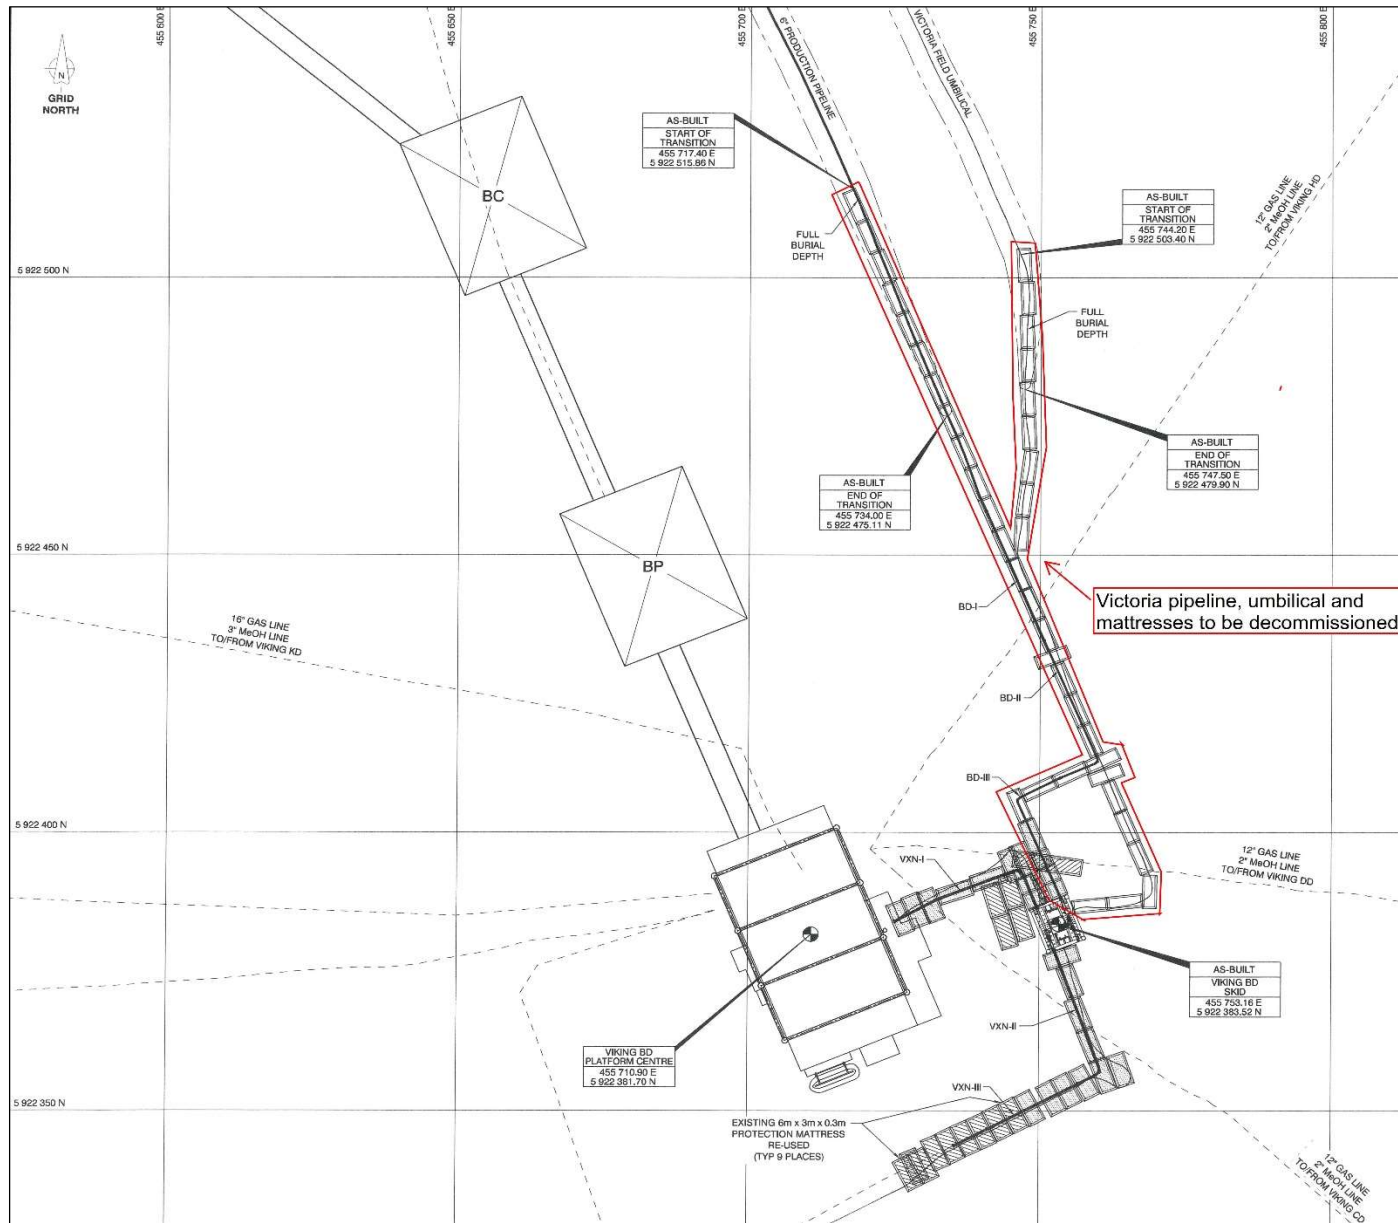 455 600 E
455 650 E
455 700 E
455 750 E
455 800 E
N
GRID
NORTH
6" PRODUCTION PIPELINE
VICTORIA FIELD UMBILICAL
AS-BUILT
START OF
TRANSITION
455 717.40 E
5 922 515.86 N
BC
FULL
BURIAL
DEPTH
AS-BUILT
START OF
TRANSITION
455 744.20 E
5 922 503.40 N
12" GAS LINE
2" MeOH LINE
TO/FROM VIKING HD
5 922 500 N
FULL
BURIAL
DEPTH
AS-BUILT
END OF
TRANSITION
455 747.50 E
5 922 479.90 N
AS-BUILT
END OF
TRANSITION
455 734.00 E
5 922 475.11 N
5 922 450 N
BP
BD-I
Victoria pipeline, umbilical and
mattresses to be decommissioned
16" GAS LINE
3" MeOH LINE
TO/FROM VIKING KD
BD-II
BD-III
5 922 400 N
12" GAS LINE
2" MeOH LINE
TO/FROM VIKING DD
VXN-I
AS-BUILT
VIKING BD
SKID
455 753.16 E
5 922 383.52 N
VXN-II
VIKING BD
PLATFORM CENTRE
455 710.90 E
5 922 381.70 N
VXN-III
5 922 350 N
EXISTING 6m x 3m x 0.3m
PROTECTION MATTRESS
RE-USED
(TYP 9 PLACES)
12" GAS LINE
2" MeOH LINE
TO/FROM VIKING CD